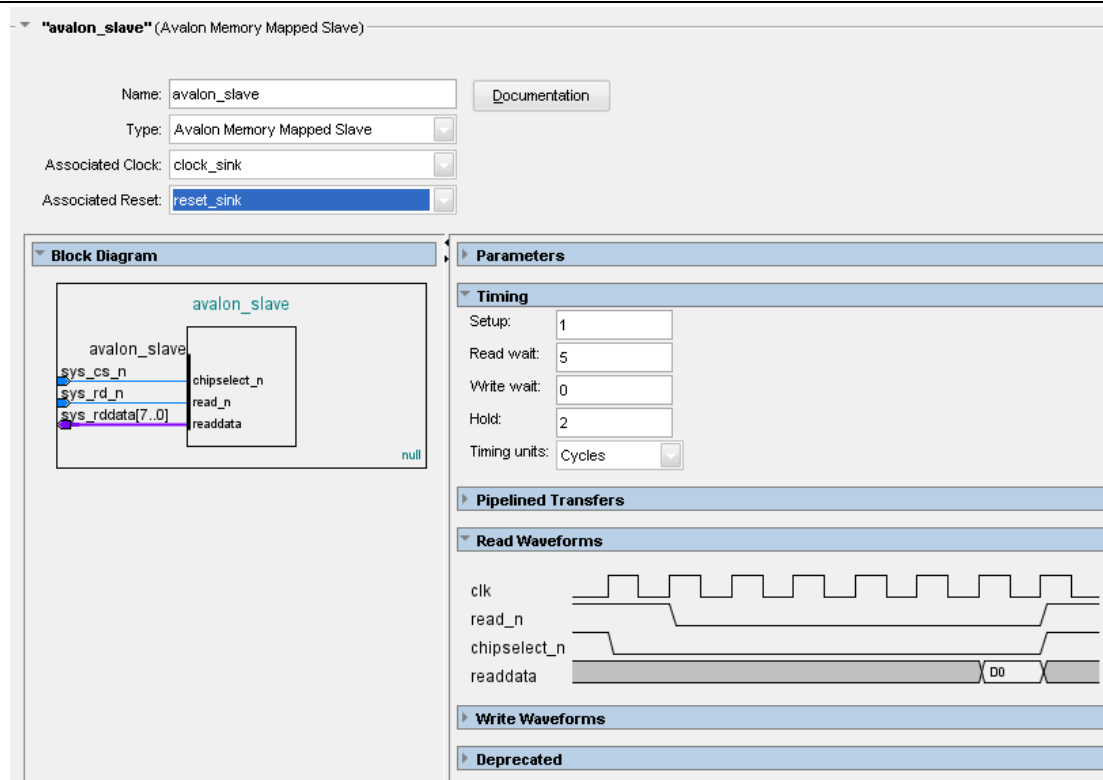 "avalon_slave" (Avalon Memory Mapped Slave)
Name: avalon_slave Documentation
Type: Avalon Memory Mapped Slave
Associated Clock: clock_sink
Associated Reset: reset_sink
Block Diagram
avalon_slave
avalon_slave
sys_cs_n chipselect_n
sys_rd_n read_n
sys_rddata[7..0] readdata
null
Parameters
Timing
Setup: 1
Read wait: 5
Write wait: 0
Hold: 2
Timing units: Cycles
Pipelined Transfers
Read Waveforms
clk
read_n
chipselect_n
readdata D0
Write Waveforms
Deprecated